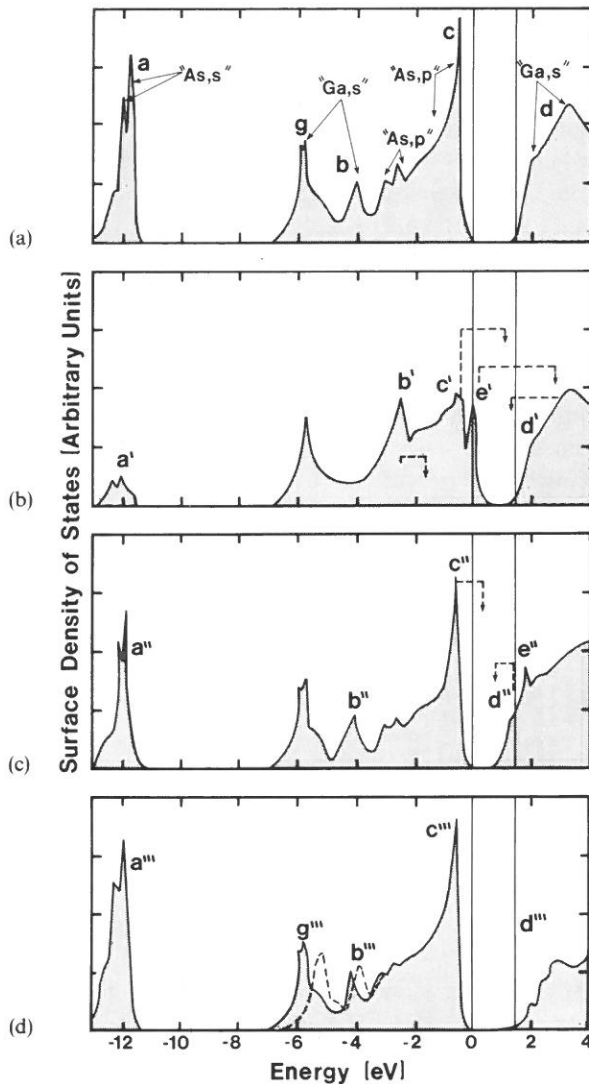 a
"As,s"
g
"Ga,s"
b
"As,p"
"As,p"
c
"Ga,s"
d
(a)
a'
b'
c'
e'
d'
(b)
a"
b"
c"
d"
e"
(c)
a'''
g'''
b'''
c'''
d'''
(d)
Surface Density of States [Arbitrary Units]
-12 -10 -8 -6 -4 -2 0 2 4
Energy [eV]